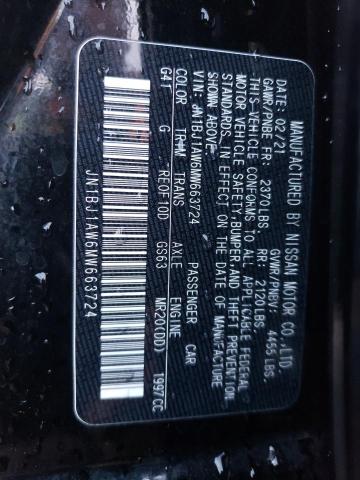 MANUFACTURED BY NISSAN MOTOR CO.,LTD.
DATE: 02/21 GVWR/PNBV: 4455 LBS.
GAWR/PNBE FR: 2370 LBS. RR: 2120 LBS.
THIS VEHICLE CONFORMS TO ALL APPLICABLE FEDERAL
MOTOR VEHICLE SAFETY, BUMPER, AND THEFT PREVENTION
STANDARDS IN EFFECT ON THE DATE OF MANUFACTURE
SHOWN ABOVE.
VIN: JN1BJ1AW6MW663724 PASSENGER CAR
COLOR TRIM TRANS AXLE ENGINE
G41 G RE0F10D GS63 MR20(DD) 1997CC
JN1BJ1AW6MW663724